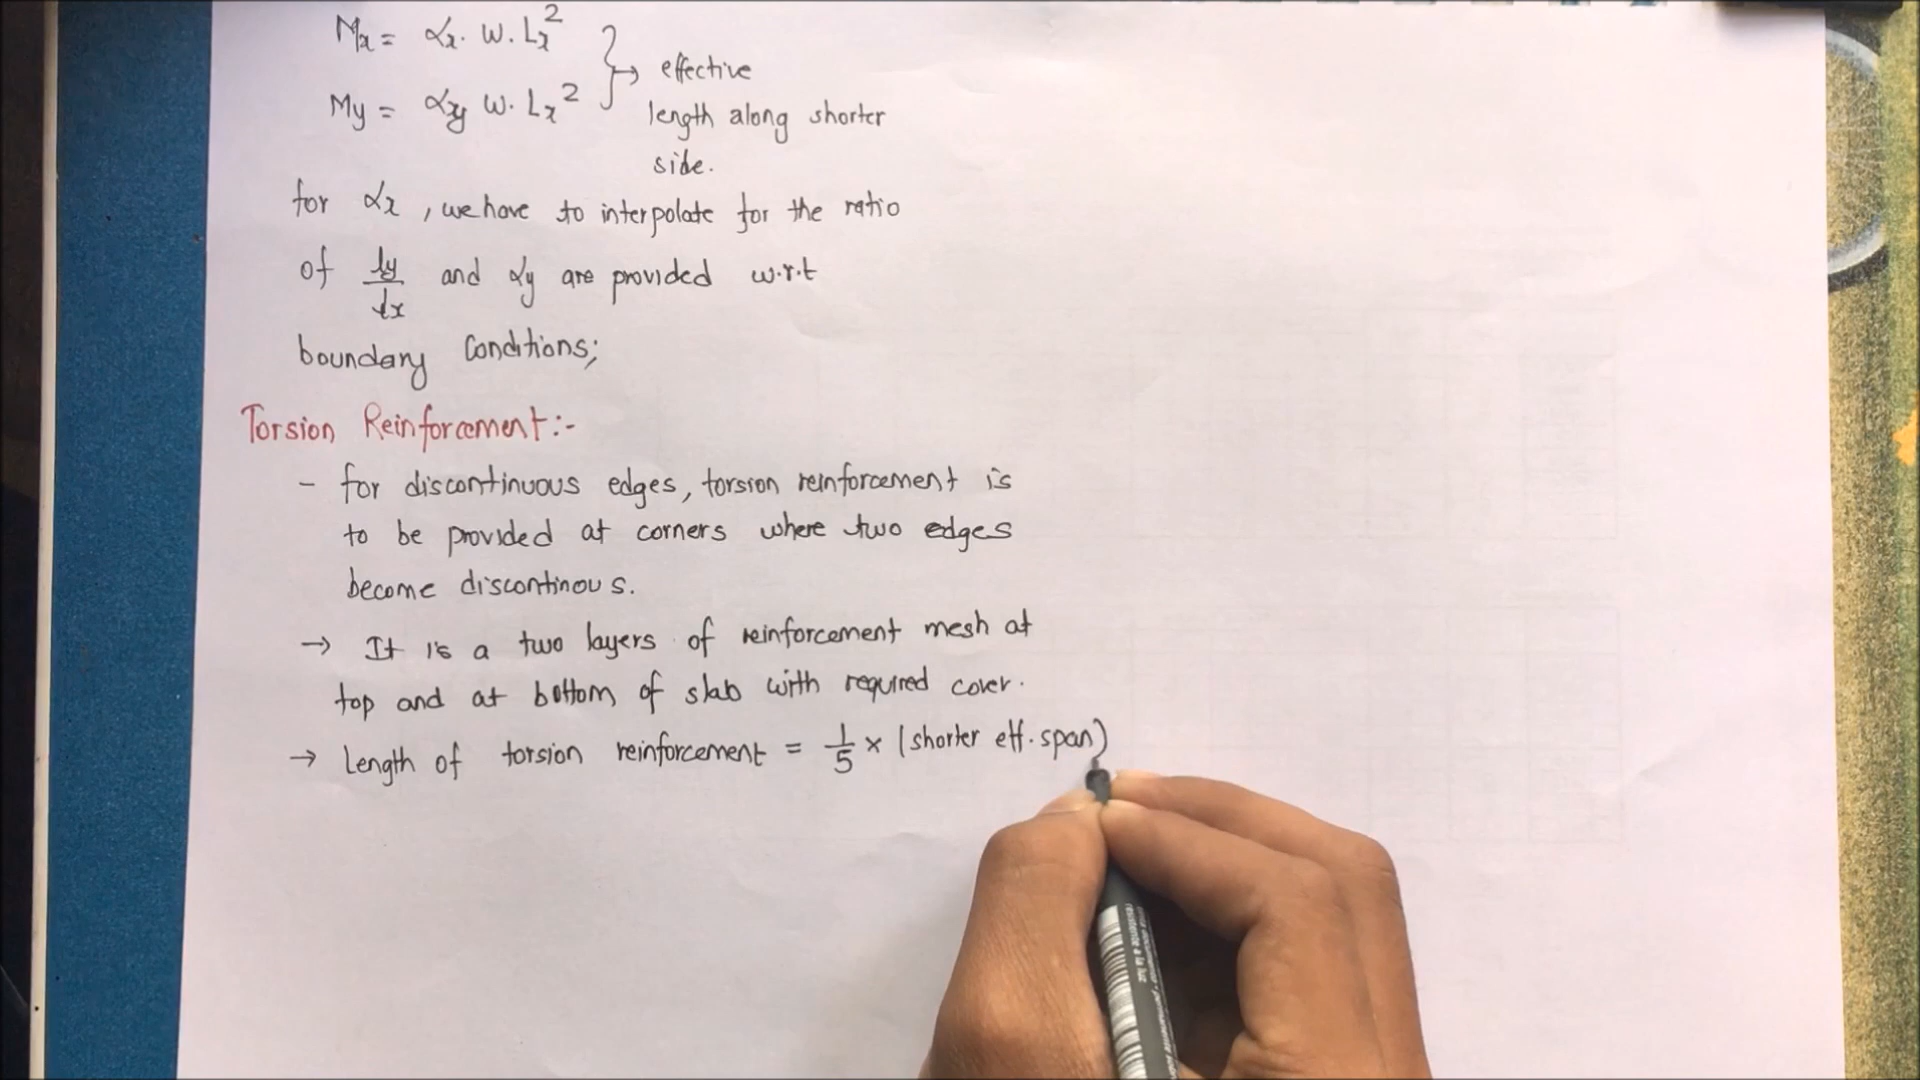 Mx = αx. W. Lx²
My = αxy W. Lx²
→ effective
length along shorter
side.
for αx, we have to interpolate for the ratio
of ly/lx and αy are provided w.r.t
boundary Conditions;
Torsion Reinforcement:-
- for discontinuous edges, torsion reinforcement is
to be provided at corners where two edges
become discontinous.
→ It is a two layers of reinforcement mesh at
top and at bottom of slab with required cover.
→ Length of torsion reinforcement = 1/5 × (shorter eff. span)